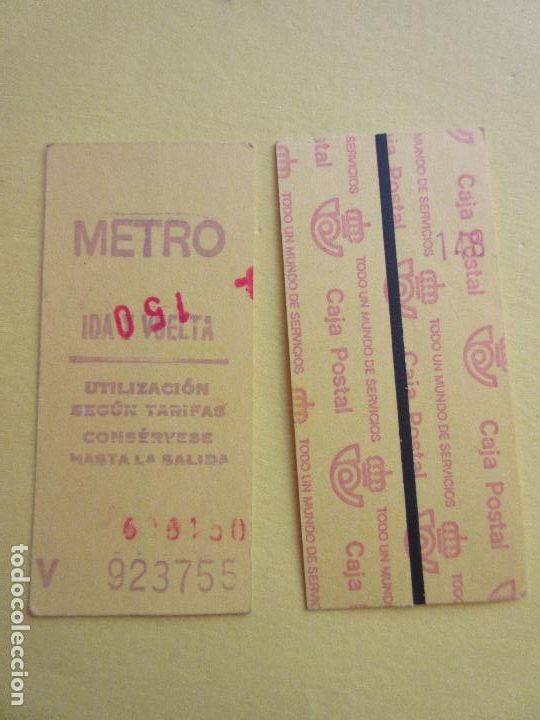 METRO
150
IDA Y VUELTA
UTILIZACIÓN
SEGÚN TARIFAS
CONSÉRVESE
HASTA LA SALIDA
V 923755
TODO UN MUNDO DE SERVICIOS
Caja Postal
TODO UN MUNDO DE SERVICIOS
Caja Postal
TODO UN MUNDO DE SERVICIOS
Caja Postal
Caja Postal
todocoleccion